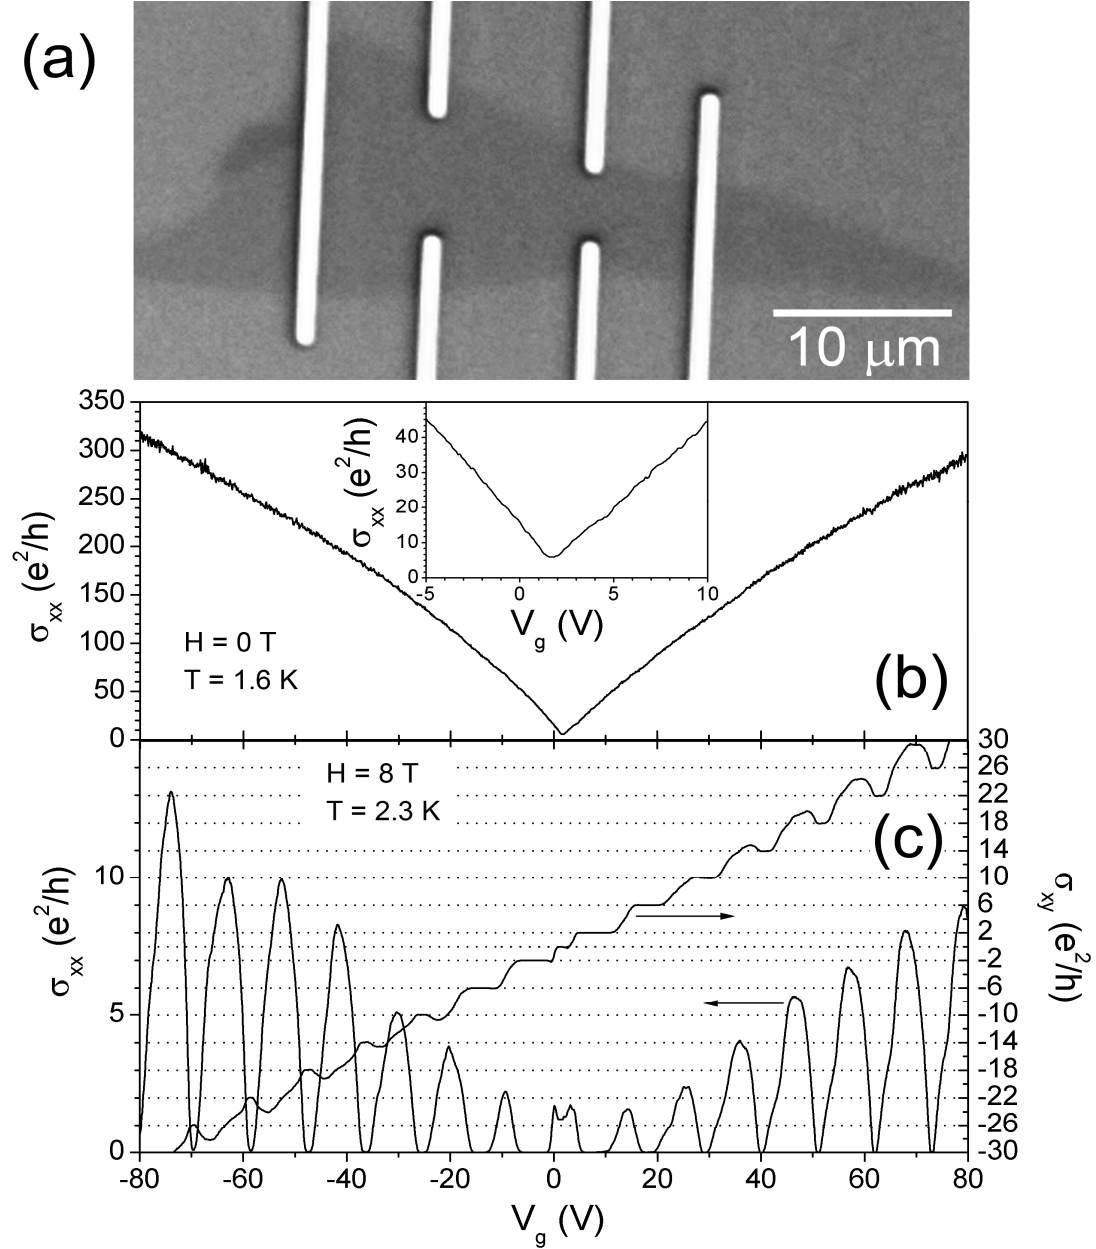 (a)
10 μm
350
300
250
200
150
100
50
0
σxx (e²/h)
H = 0 T
T = 1.6 K
(b)
40
30
20
10
0
σxx (e²/h)
-5 0 5 10
Vg (V)
H = 8 T
T = 2.3 K
(c)
10
5
0
σxx (e²/h)
30
26
22
18
14
10
6
2
-2
-6
-10
-14
-18
-22
-26
-30
σxy (e²/h)
-80 -60 -40 -20 0 20 40 60 80
Vg (V)